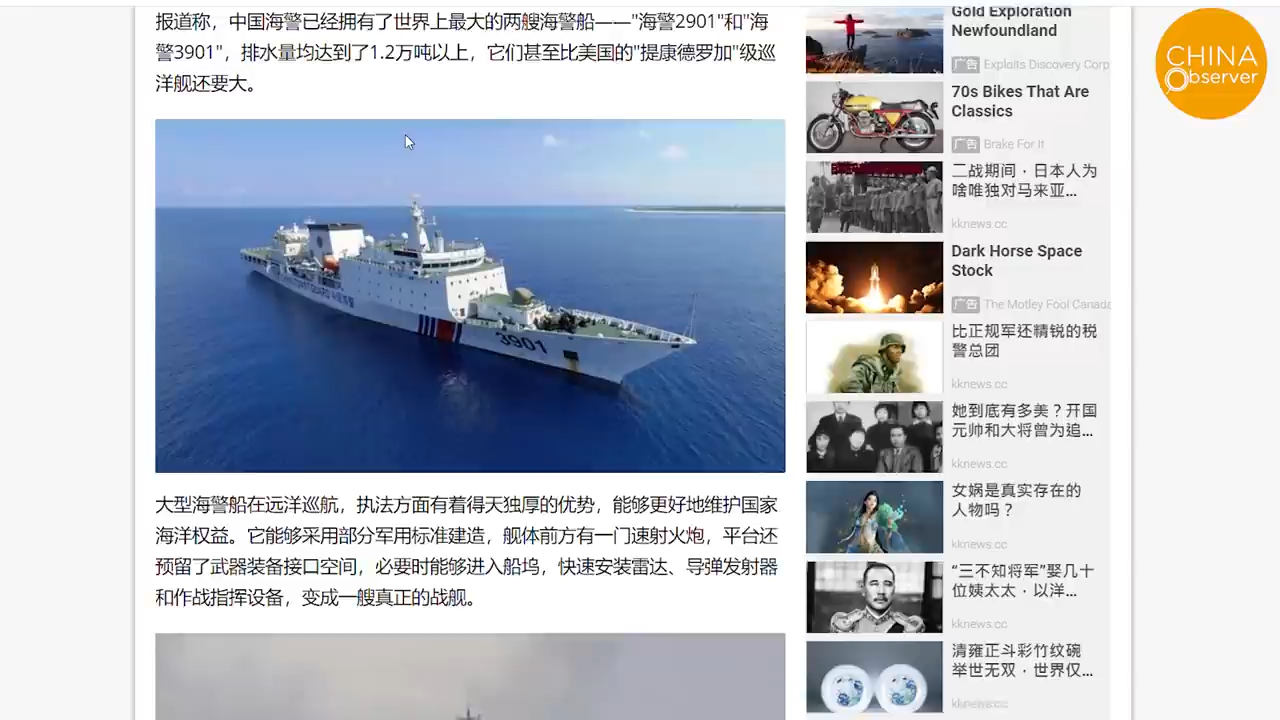 报道称，中国海警已经拥有了世界上最大的两艘海警船——"海警2901"和"海
警3901"，排水量均达到了1.2万吨以上，它们甚至比美国的"提康德罗加"级巡
洋舰还要大。
3901
大型海警船在远洋巡航，执法方面有着得天独厚的优势，能够更好地维护国家
海洋权益。它能够采用部分军用标准建造，舰体前方有一门速射火炮，平台还
预留了武器装备接口空间，必要时能够进入船坞，快速安装雷达、导弹发射器
和作战指挥设备，变成一艘真正的战舰。
Gold Exploration
Newfoundland
广告 Exploits Discovery Corp
70s Bikes That Are
Classics
广告 Brake For It
二战期间，日本人为
啥唯独对马来亚...
kknews.cc
Dark Horse Space
Stock
广告 The Motley Fool Canada
比正规军还精锐的税
警总团
kknews.cc
她到底有多美？开国
元帅和大将曾为追...
kknews.cc
女娲是真实存在的
人物吗？
kknews.cc
“三不知将军”娶几十
位姨太太，以洋...
kknews.cc
清雍正斗彩竹纹碗
举世无双，世界仅...
kknews.cc
CHINA
Observer